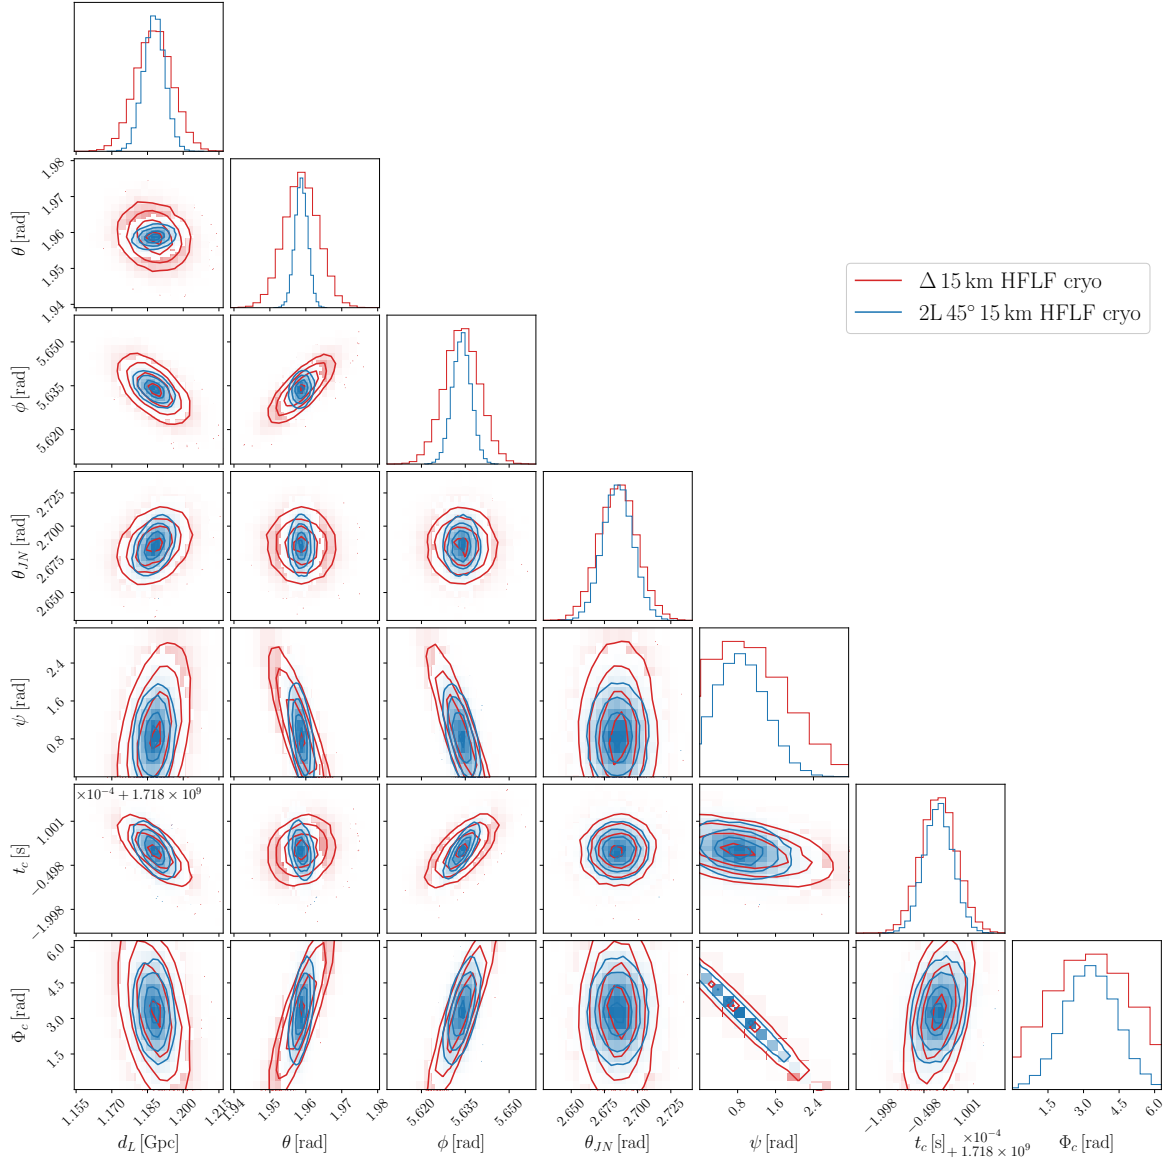 1.98
1.97
1.96
1.95
1.94
θ [rad]
Δ 15 km HFLF cryo
2L 45° 15 km HFLF cryo
5.650
5.635
5.620
ϕ [rad]
2.725
2.700
2.675
2.650
θ_JN [rad]
2.4
1.6
0.8
ψ [rad]
×10⁻⁴ + 1.718 × 10⁹
1.001
−0.498
−1.998
t_c [s]
6.0
4.5
3.0
1.5
Φ_c [rad]
1.155 1.170 1.185 1.200 1.215
1.94 1.95 1.96 1.97 1.98
5.620 5.635 5.650
2.650 2.675 2.700 2.725
0.8 1.6 2.4
−1.998 −0.498 1.001
1.5 3.0 4.5 6.0
d_L [Gpc] θ [rad] ϕ [rad] θ_JN [rad] ψ [rad] t_c [s] ×10⁻⁴ + 1.718 × 10⁹ Φ_c [rad]